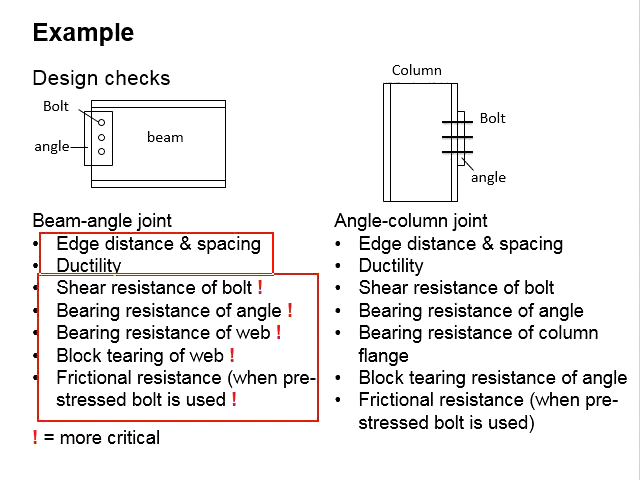 Example
Design checks
Bolt
angle
beam
Column
Bolt
angle
Beam-angle joint
• Edge distance & spacing
• Ductility
• Shear resistance of bolt !
• Bearing resistance of angle !
• Bearing resistance of web !
• Block tearing of web !
• Frictional resistance (when pre-
stressed bolt is used !
! = more critical
Angle-column joint
• Edge distance & spacing
• Ductility
• Shear resistance of bolt
• Bearing resistance of angle
• Bearing resistance of column
flange
• Block tearing resistance of angle
• Frictional resistance (when pre-
stressed bolt is used)